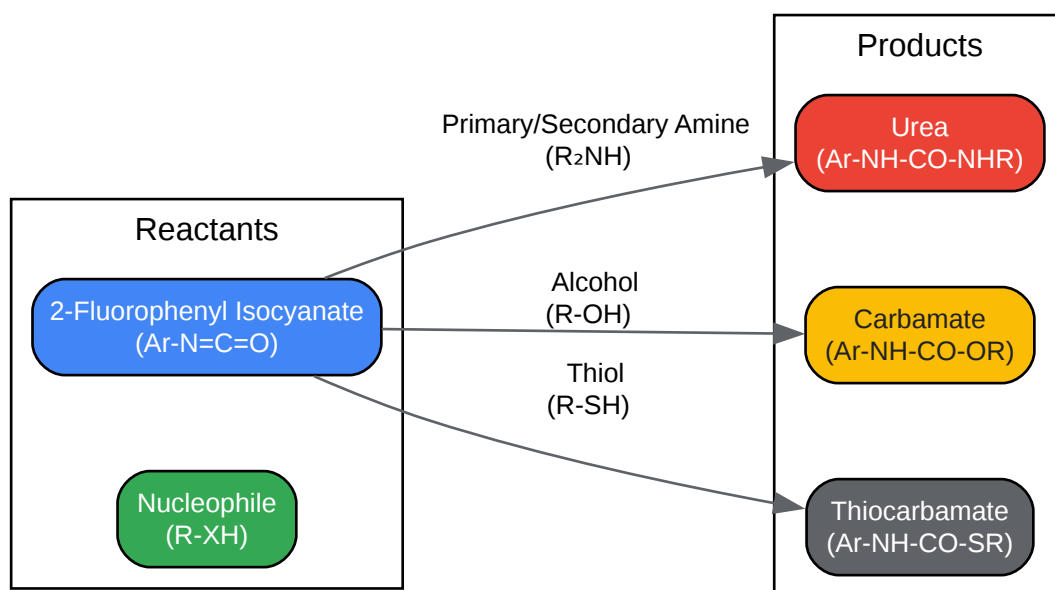 Products
Primary/Secondary Amine
(R₂NH)
Urea
(Ar-NH-CO-NHR)
Reactants
2-Fluorophenyl Isocyanate
(Ar-N=C=O)
Alcohol
(R-OH)
Carbamate
(Ar-NH-CO-OR)
Thiol
(R-SH)
Nucleophile
(R-XH)
Thiocarbamate
(Ar-NH-CO-SR)